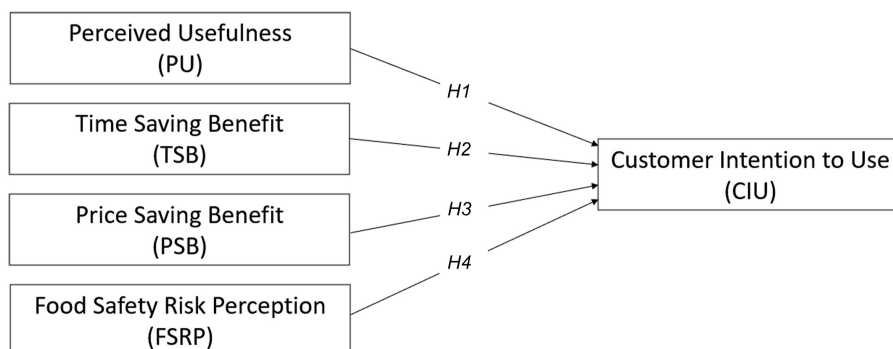 Perceived Usefulness
(PU)
H1
Time Saving Benefit
(TSB)
H2
Customer Intention to Use
(CIU)
Price Saving Benefit
(PSB)
H3
H4
Food Safety Risk Perception
(FSRP)